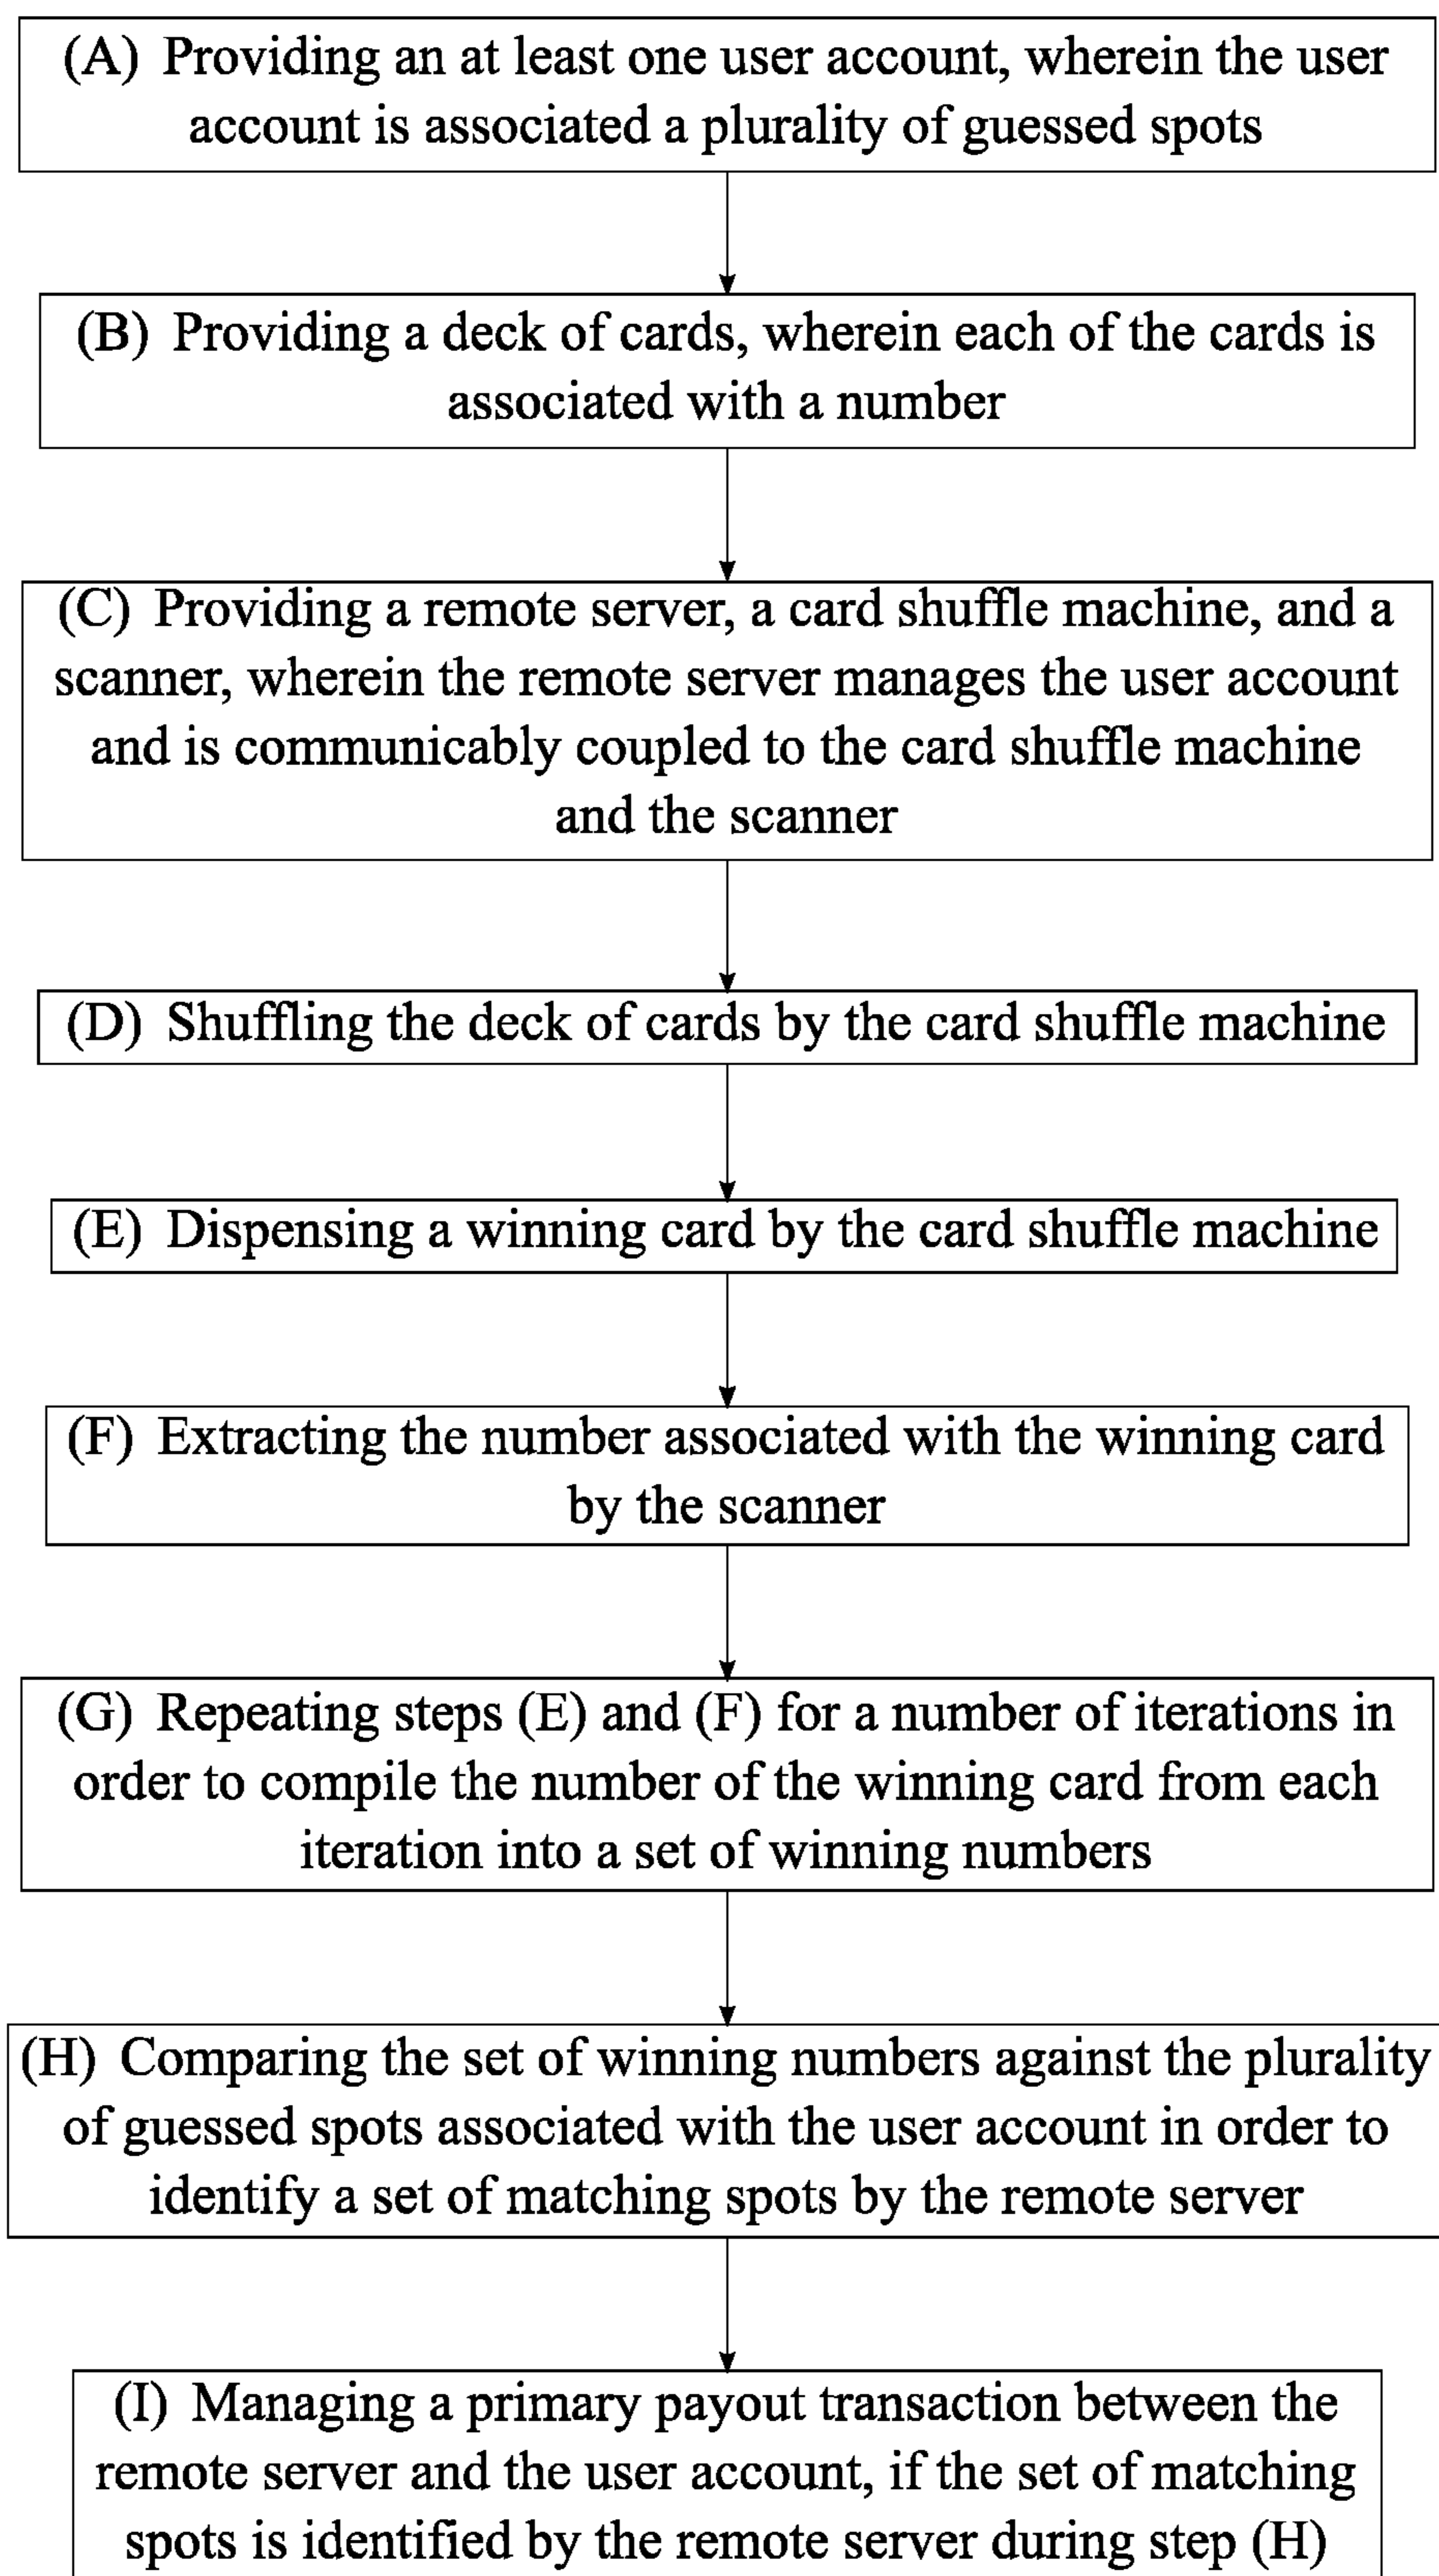 (A) Providing an at least one user account, wherein the user
account is associated a plurality of guessed spots
(B) Providing a deck of cards, wherein each of the cards is
associated with a number
(C) Providing a remote server, a card shuffle machine, and a
scanner, wherein the remote server manages the user account
and is communicably coupled to the card shuffle machine
and the scanner
(D) Shuffling the deck of cards by the card shuffle machine
(E) Dispensing a winning card by the card shuffle machine
(F) Extracting the number associated with the winning card
by the scanner
(G) Repeating steps (E) and (F) for a number of iterations in
order to compile the number of the winning card from each
iteration into a set of winning numbers
(H) Comparing the set of winning numbers against the plurality
of guessed spots associated with the user account in order to
identify a set of matching spots by the remote server
(I) Managing a primary payout transaction between the
remote server and the user account, if the set of matching
spots is identified by the remote server during step (H)